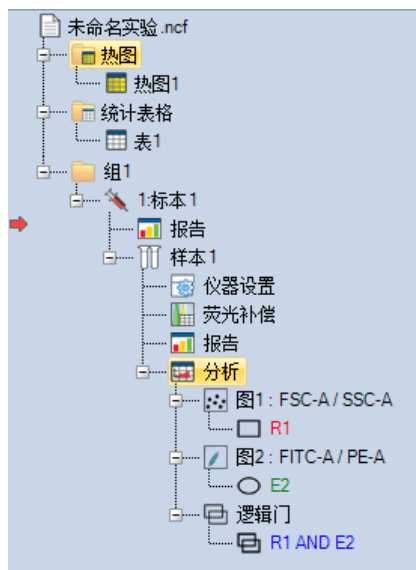 未命名实验.ncf
热图
热图1
统计表格
表1
组1
1:标本1
报告
样本1
仪器设置
荧光补偿
报告
分析
图1 : FSC-A / SSC-A
R1
图2 : FITC-A / PE-A
E2
逻辑门
R1 AND E2